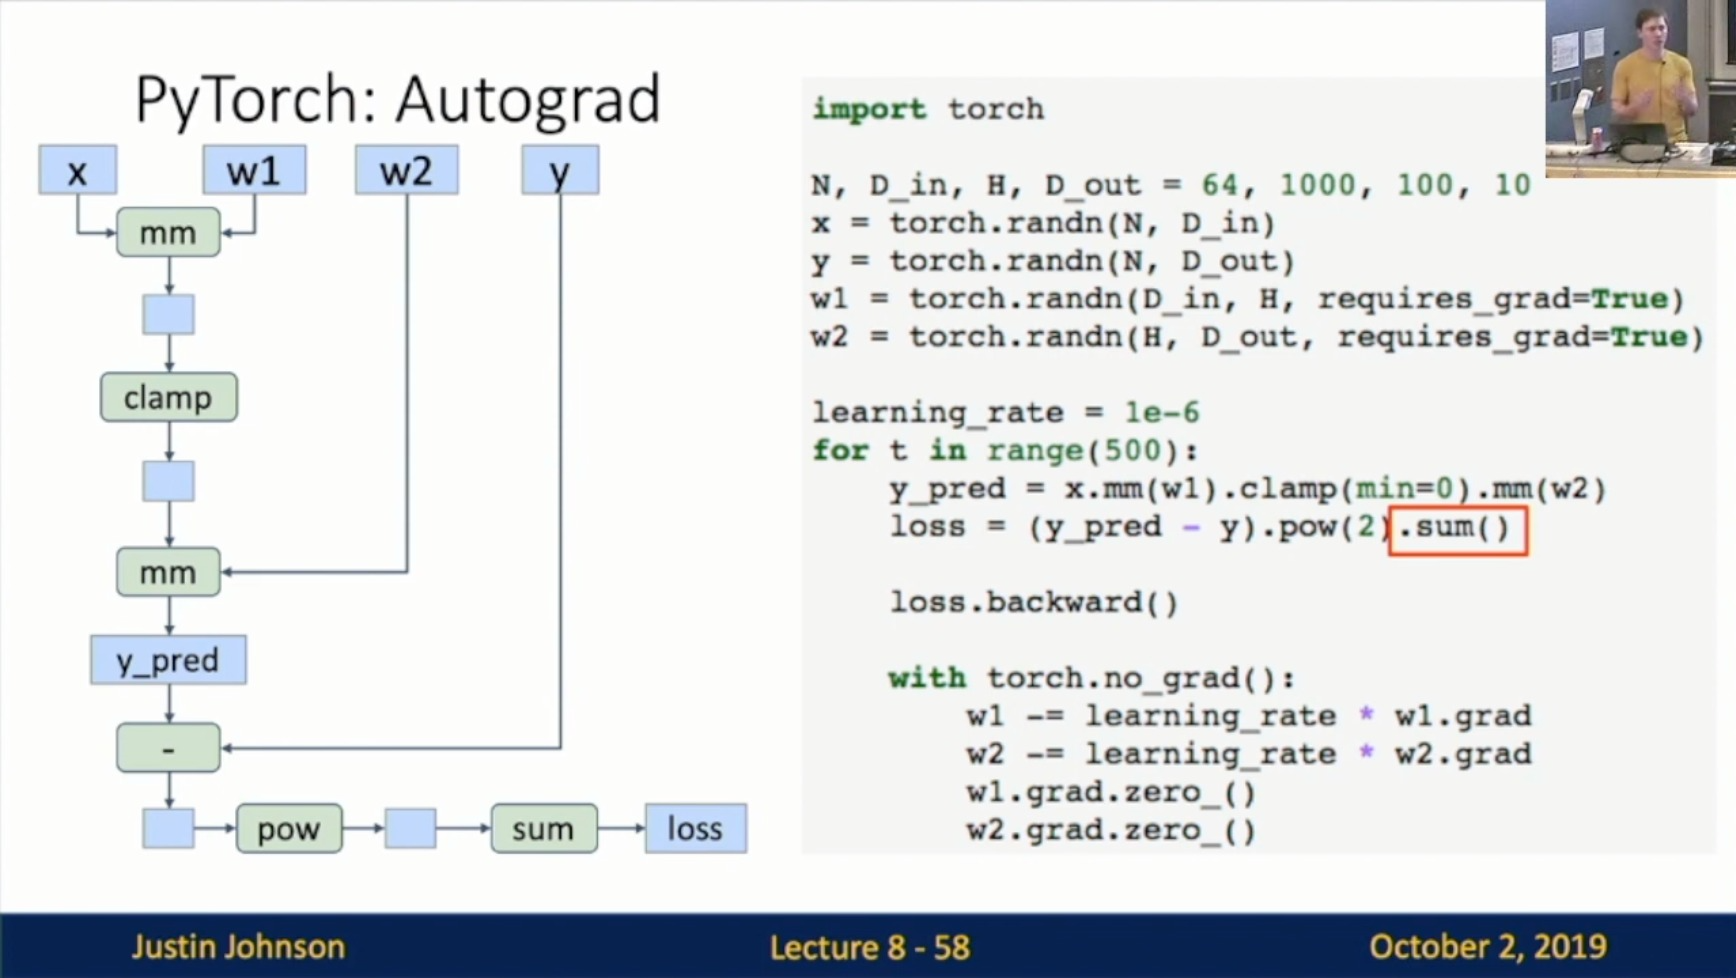 PyTorch: Autograd
x
w1
w2
y
mm
clamp
mm
y_pred
-
pow
sum
loss
import torch
N, D_in, H, D_out = 64, 1000, 100, 10
x = torch.randn(N, D_in)
y = torch.randn(N, D_out)
w1 = torch.randn(D_in, H, requires_grad=True)
w2 = torch.randn(H, D_out, requires_grad=True)
learning_rate = 1e-6
for t in range(500):
y_pred = x.mm(w1).clamp(min=0).mm(w2)
loss = (y_pred - y).pow(2).sum()
loss.backward()
with torch.no_grad():
w1 -= learning_rate * w1.grad
w2 -= learning_rate * w2.grad
w1.grad.zero_()
w2.grad.zero_()
Justin Johnson
Lecture 8 - 58
October 2, 2019